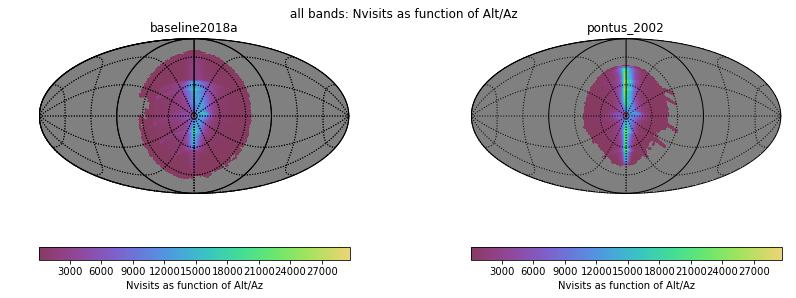 all bands: Nvisits as function of Alt/Az
baseline2018a
pontus_2002
3000 6000 9000 12000 15000 18000 21000 24000 27000
Nvisits as function of Alt/Az
3000 6000 9000 12000 15000 18000 21000 24000 27000
Nvisits as function of Alt/Az